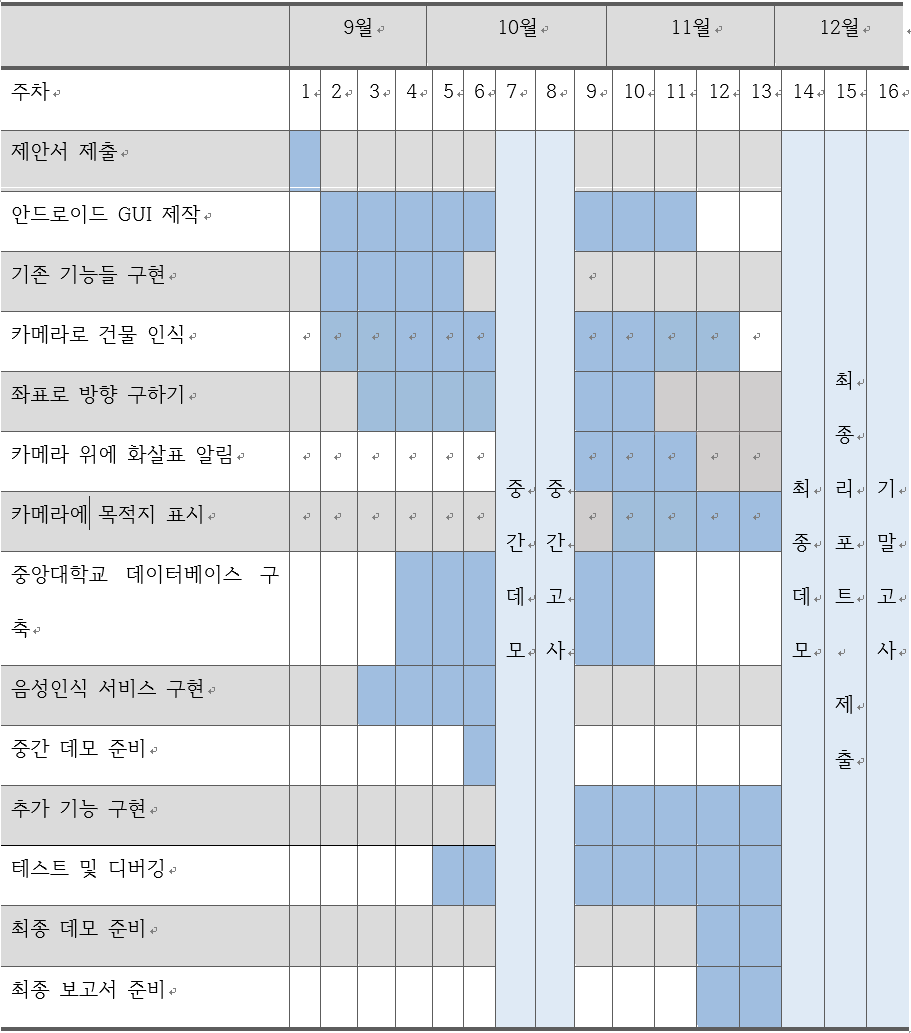 9월 10월 11월 12월
주차 1 2 3 4 5 6 7 8 9 10 11 12 13 14 15 16
제안서 제출
안드로이드 GUI 제작
기존 기능들 구현
카메라로 건물 인식
좌표로 방향 구하기
카메라 위에 화살표 알림
카메라에 목적지 표시
중앙대학교 데이터베이스 구
축
음성인식 서비스 구현
중간 데모 준비
추가 기능 구현
테스트 및 디버깅
최종 데모 준비
최종 보고서 준비
중간데모
중간고사
최종데모
최종리포트 제출
기말고사